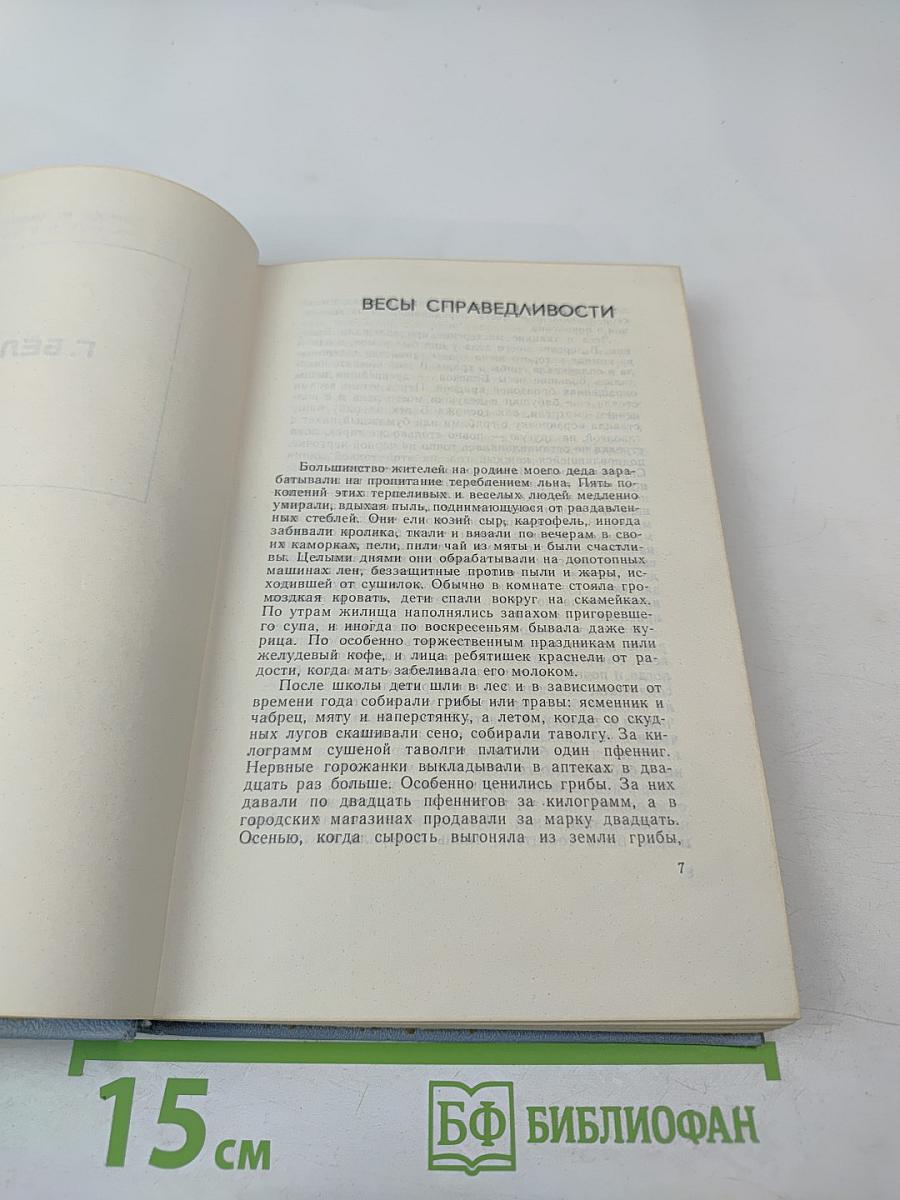 Г. БЕЛ
ВЕСЫ СПРАВЕДЛИВОСТИ
Большинство жителей на родине моего деда зара-
батывали на пропитание тереблением льна. Пять по-
колений этих терпеливых и веселых людей медленно
умирали, вдыхая пыль, поднимающуюся от раздавлен-
ных стеблей. Они ели козий сыр, картофель, иногда
забивали кролика, ткали и вязали по вечерам в сво-
их каморках, пели, пили чай из мяты и были счастли-
вы. Целыми днями они обрабатывали на допотопных
машинах лен, беззащитные против пыли и жары, ис-
ходившей от сушилок. Обычно в комнате стояла гро-
моздкая кровать, дети спали вокруг на скамейках.
По утрам жилища наполнялись запахом пригоревше-
го супа, и иногда по воскресеньям бывала даже ку-
рица. По особенно торжественным праздникам пили
желудевый кофе, и лица ребятишек краснели от ра-
дости, когда мать забеливала его молоком.
После школы дети шли в лес и в зависимости от
времени года собирали грибы или травы: ясменник и
чабрец, мяту и наперстянку, а летом, когда со скуд-
ных лугов скашивали сено, собирали таволгу. За ки-
лограмм сушеной таволги платили один пфенниг.
Нервные горожанки выкладывали в аптеках в два-
дцать раз больше. Особенно ценились грибы. За них
давали по двадцать пфеннигов за килограмм, а в
городских магазинах продавали за марку двадцать.
Осенью, когда сырость выгоняла из земли грибы,
7
15 см
БФ БИБЛИОФАН